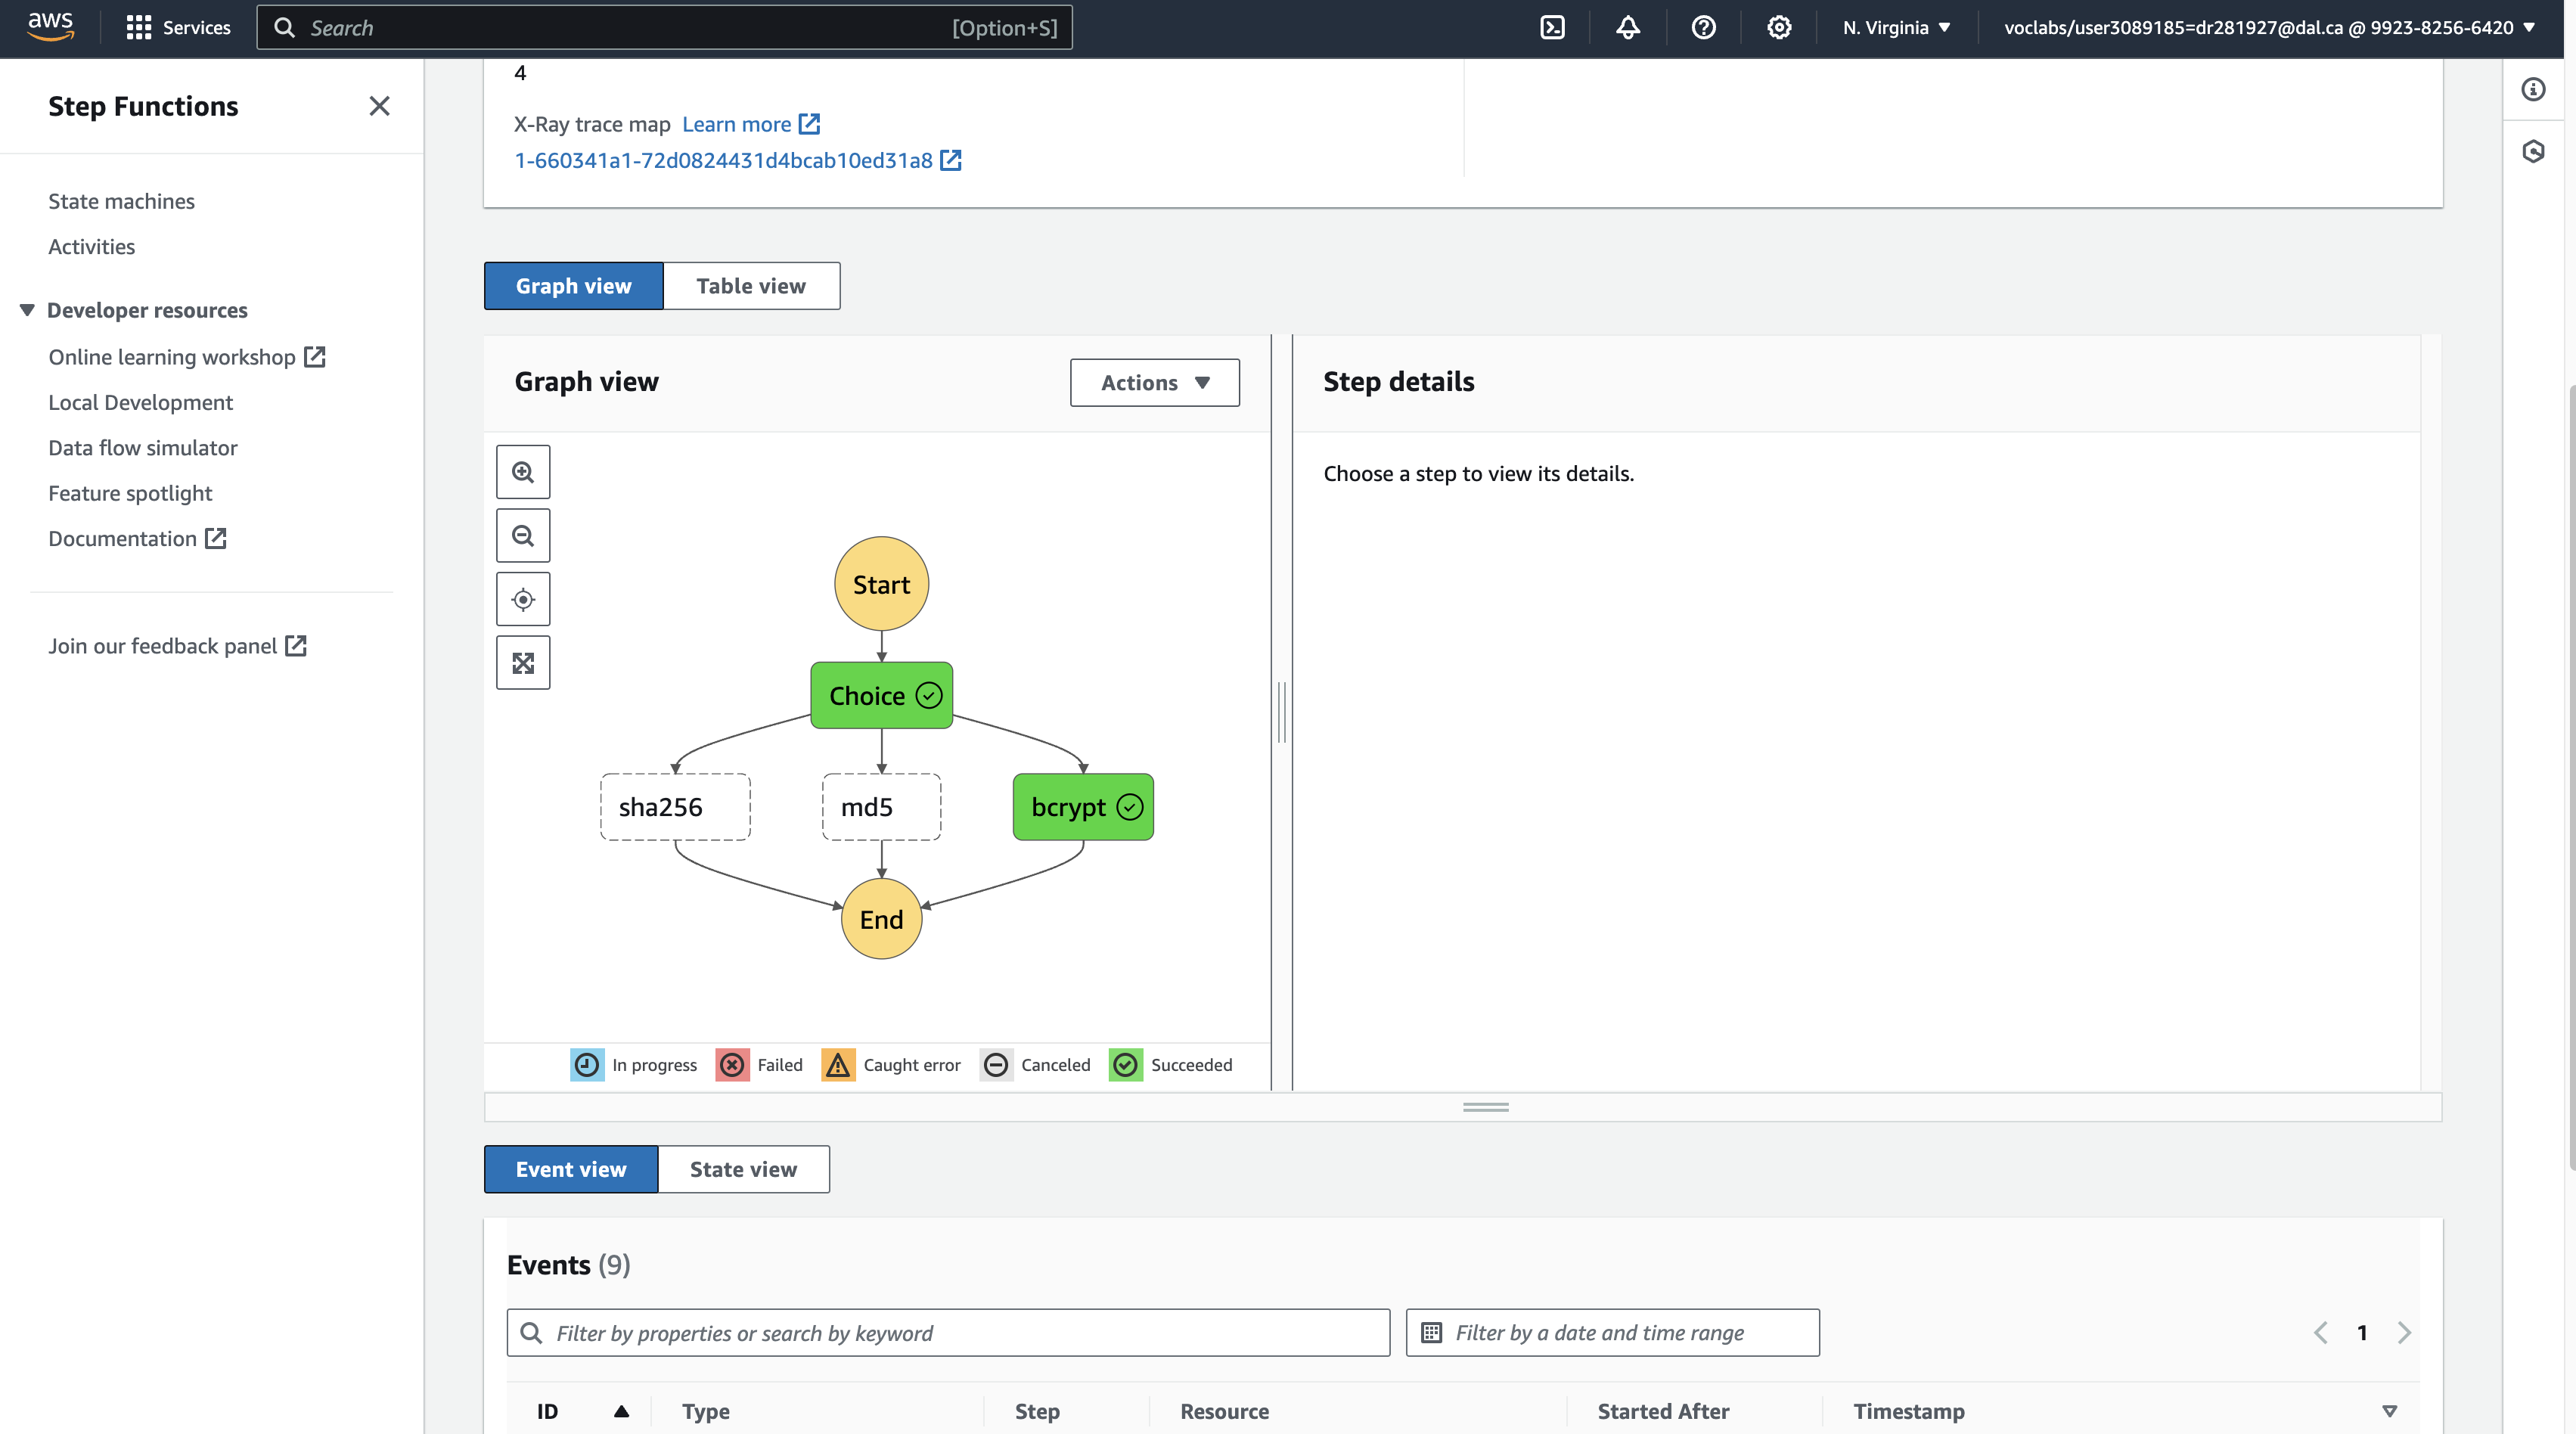 aws
Services
Search [Option+S]
N. Virginia
voclabs/user3089185=dr281927@dal.ca @ 9923-8256-6420
Step Functions
State machines
Activities
Developer resources
Online learning workshop
Local Development
Data flow simulator
Feature spotlight
Documentation
Join our feedback panel
4
X-Ray trace map Learn more
1-660341a1-72d0824431d4bcab10ed31a8
Graph view Table view
Graph view Actions
Start
Choice
sha256 md5 bcrypt
End
In progress Failed Caught error Canceled Succeeded
Step details
Choose a step to view its details.
Event view State view
Events (9)
Filter by properties or search by keyword Filter by a date and time range 1
ID Type Step Resource Started After Timestamp